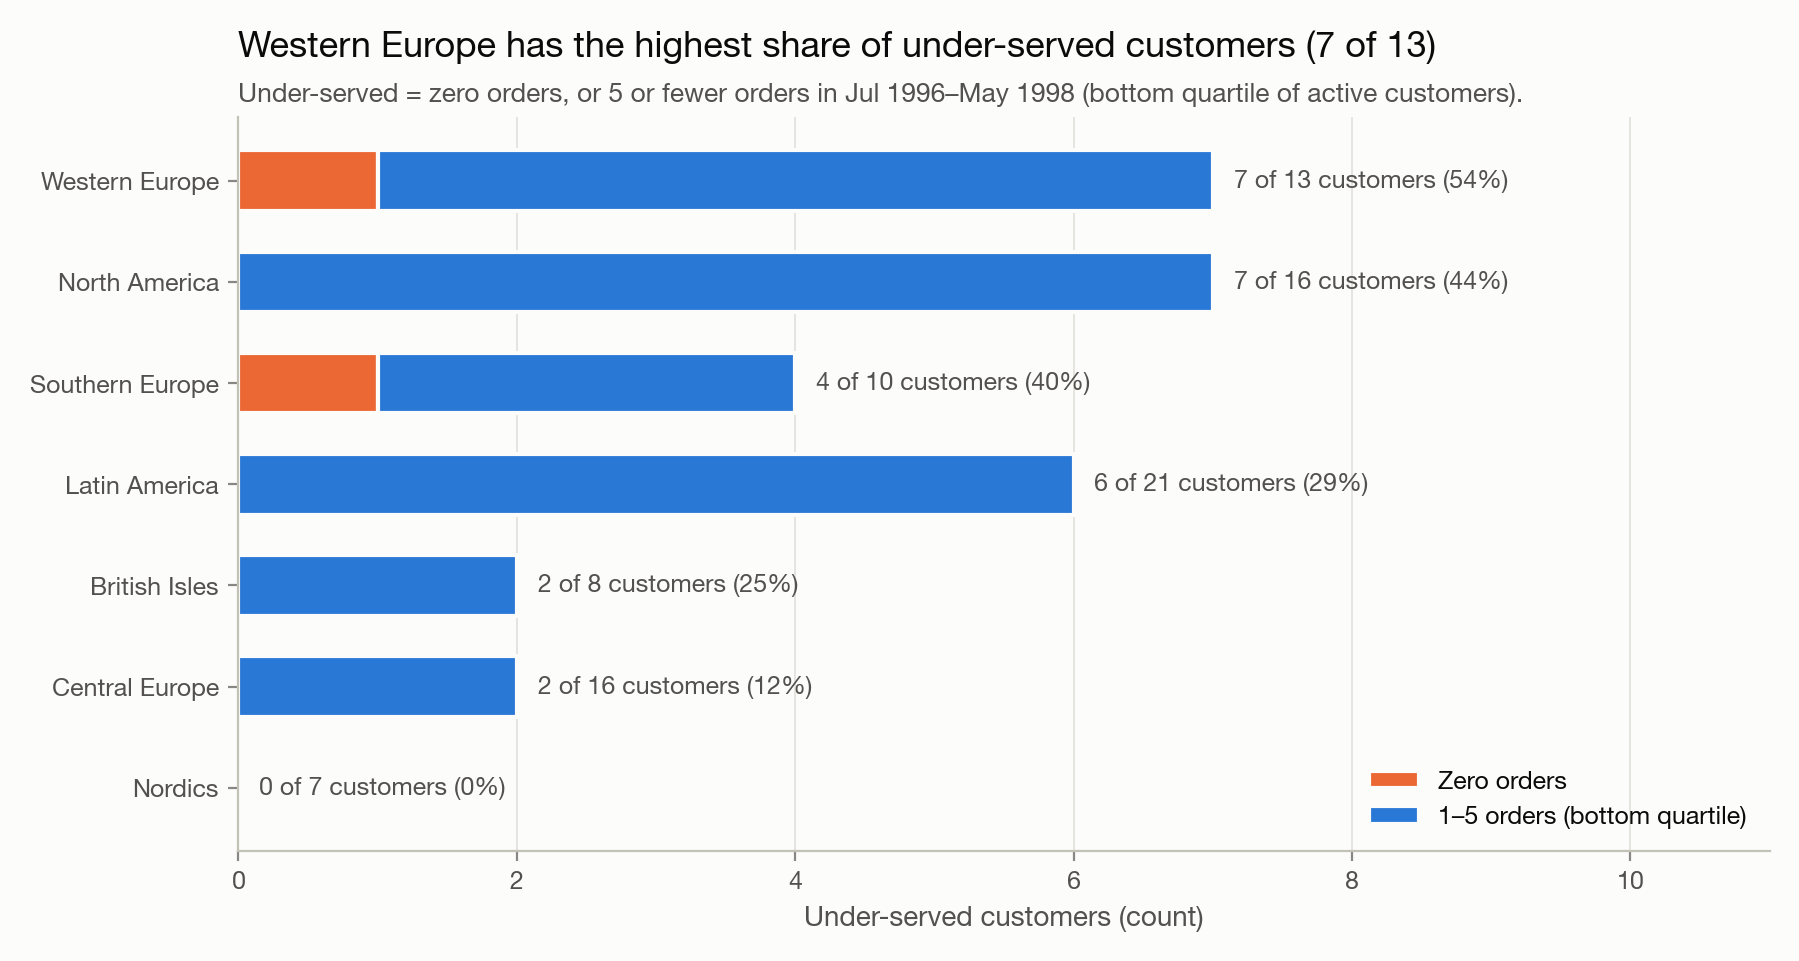 Western Europe has the highest share of under-served customers (7 of 13)
Under-served = zero orders, or 5 or fewer orders in Jul 1996–May 1998 (bottom quartile of active customers).
Western Europe
7 of 13 customers (54%)
North America
7 of 16 customers (44%)
Southern Europe
4 of 10 customers (40%)
Latin America
6 of 21 customers (29%)
British Isles
2 of 8 customers (25%)
Central Europe
2 of 16 customers (12%)
Nordics
0 of 7 customers (0%)
Zero orders
1–5 orders (bottom quartile)
0 2 4 6 8 10
Under-served customers (count)